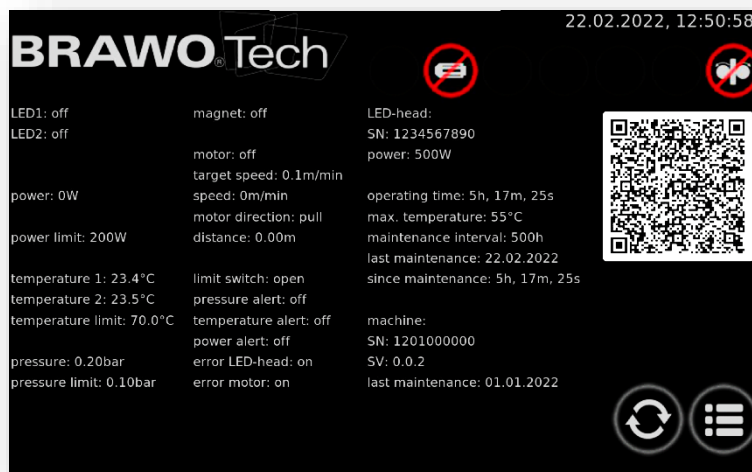 22.02.2022, 12:50:58
BRAWO® Tech
LED1: off
LED2: off
power: 0W
power limit: 200W
temperature 1: 23.4°C
temperature 2: 23.5°C
temperature limit: 70.0°C
pressure: 0.20bar
pressure limit: 0.10bar
magnet: off
motor: off
target speed: 0.1m/min
speed: 0m/min
motor direction: pull
distance: 0.00m
limit switch: open
pressure alert: off
temperature alert: off
power alert: off
error LED-head: on
error motor: on
LED-head:
SN: 1234567890
power: 500W
operating time: 5h, 17m, 25s
max. temperature: 55°C
maintenance interval: 500h
last maintenance: 22.02.2022
since maintenance: 5h, 17m, 25s
machine:
SN: 1201000000
SV: 0.0.2
last maintenance: 01.01.2022